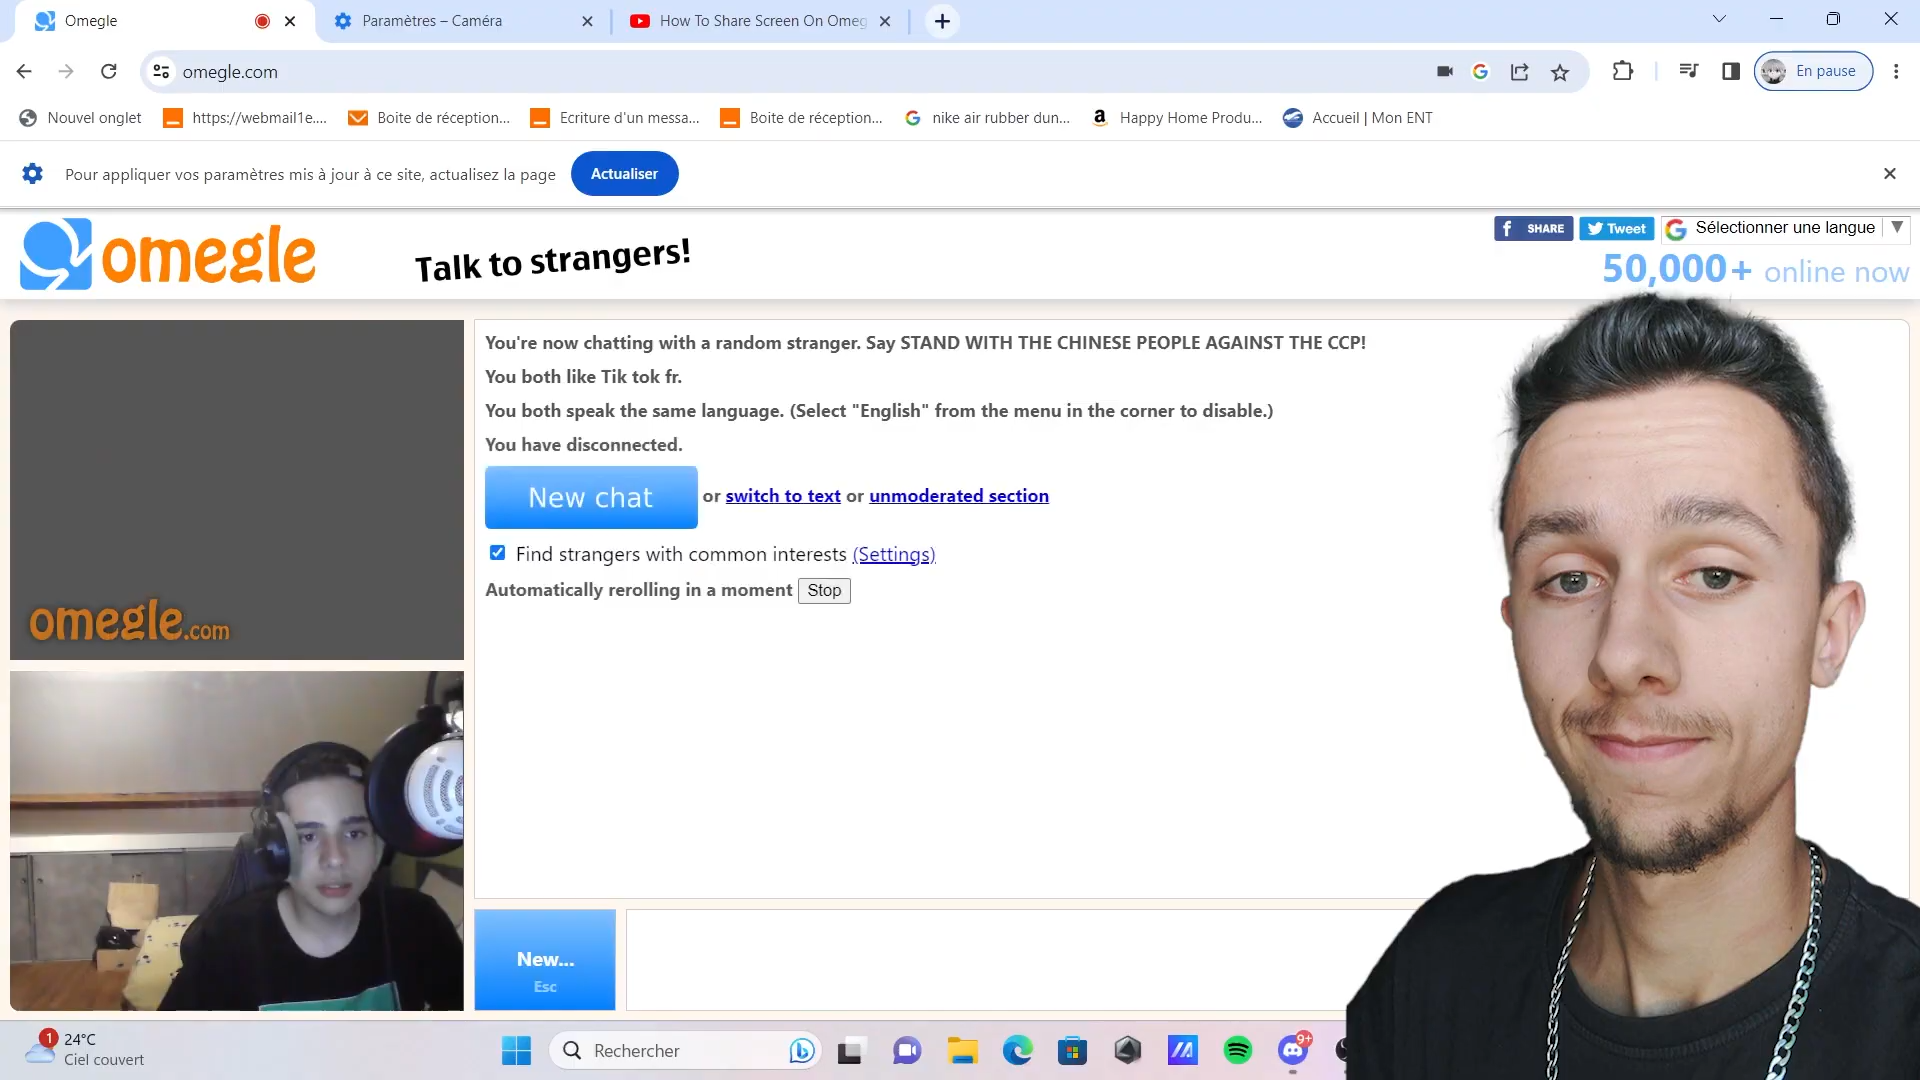 Omegle
Paramètres – Caméra
How To Share Screen On Omeg
omegle.com
En pause
Nouvel onglet
https://webmail1e....
Boite de réception...
Ecriture d'un messa...
Boite de réception...
nike air rubber dun...
Happy Home Produ...
Accueil | Mon ENT
Pour appliquer vos paramètres mis à jour à ce site, actualisez la page
Actualiser
omegle
Talk to strangers!
SHARE
Tweet
Sélectionner une langue
50,000+ online now
You're now chatting with a random stranger. Say STAND WITH THE CHINESE PEOPLE AGAINST THE CCP!
You both like Tik tok fr.
You both speak the same language. (Select "English" from the menu in the corner to disable.)
You have disconnected.
New chat or switch to text or unmoderated section
Find strangers with common interests (Settings)
Automatically rerolling in a moment Stop
omegle.com
New...
Esc
1
24°C
Ciel couvert
Rechercher
9+